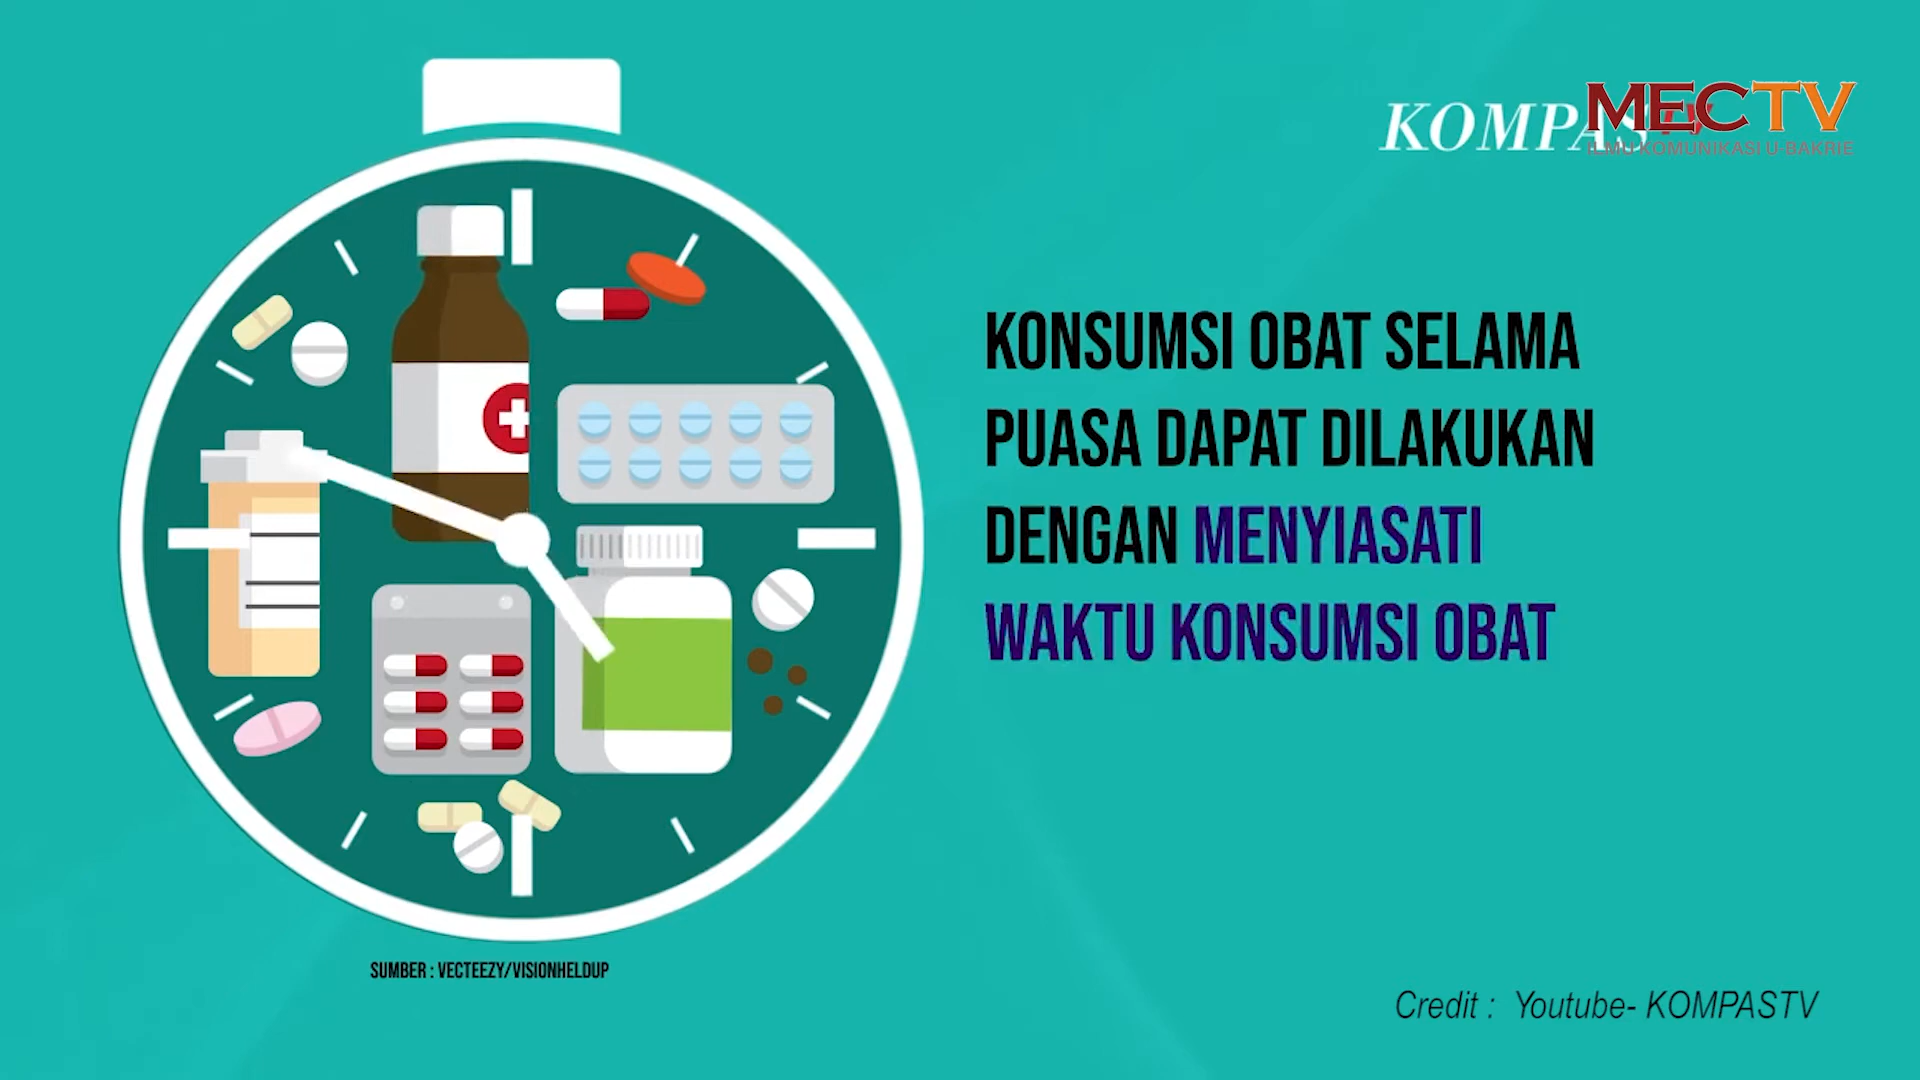 KOMPAS
MECTV
ILMU KOMUNIKASI U-BAKRIE
KONSUMSI OBAT SELAMA
PUASA DAPAT DILAKUKAN
DENGAN MENYIASATI
WAKTU KONSUMSI OBAT
SUMBER : VECTEEZY/VISIONHELDUP
Credit : Youtube- KOMPASTV